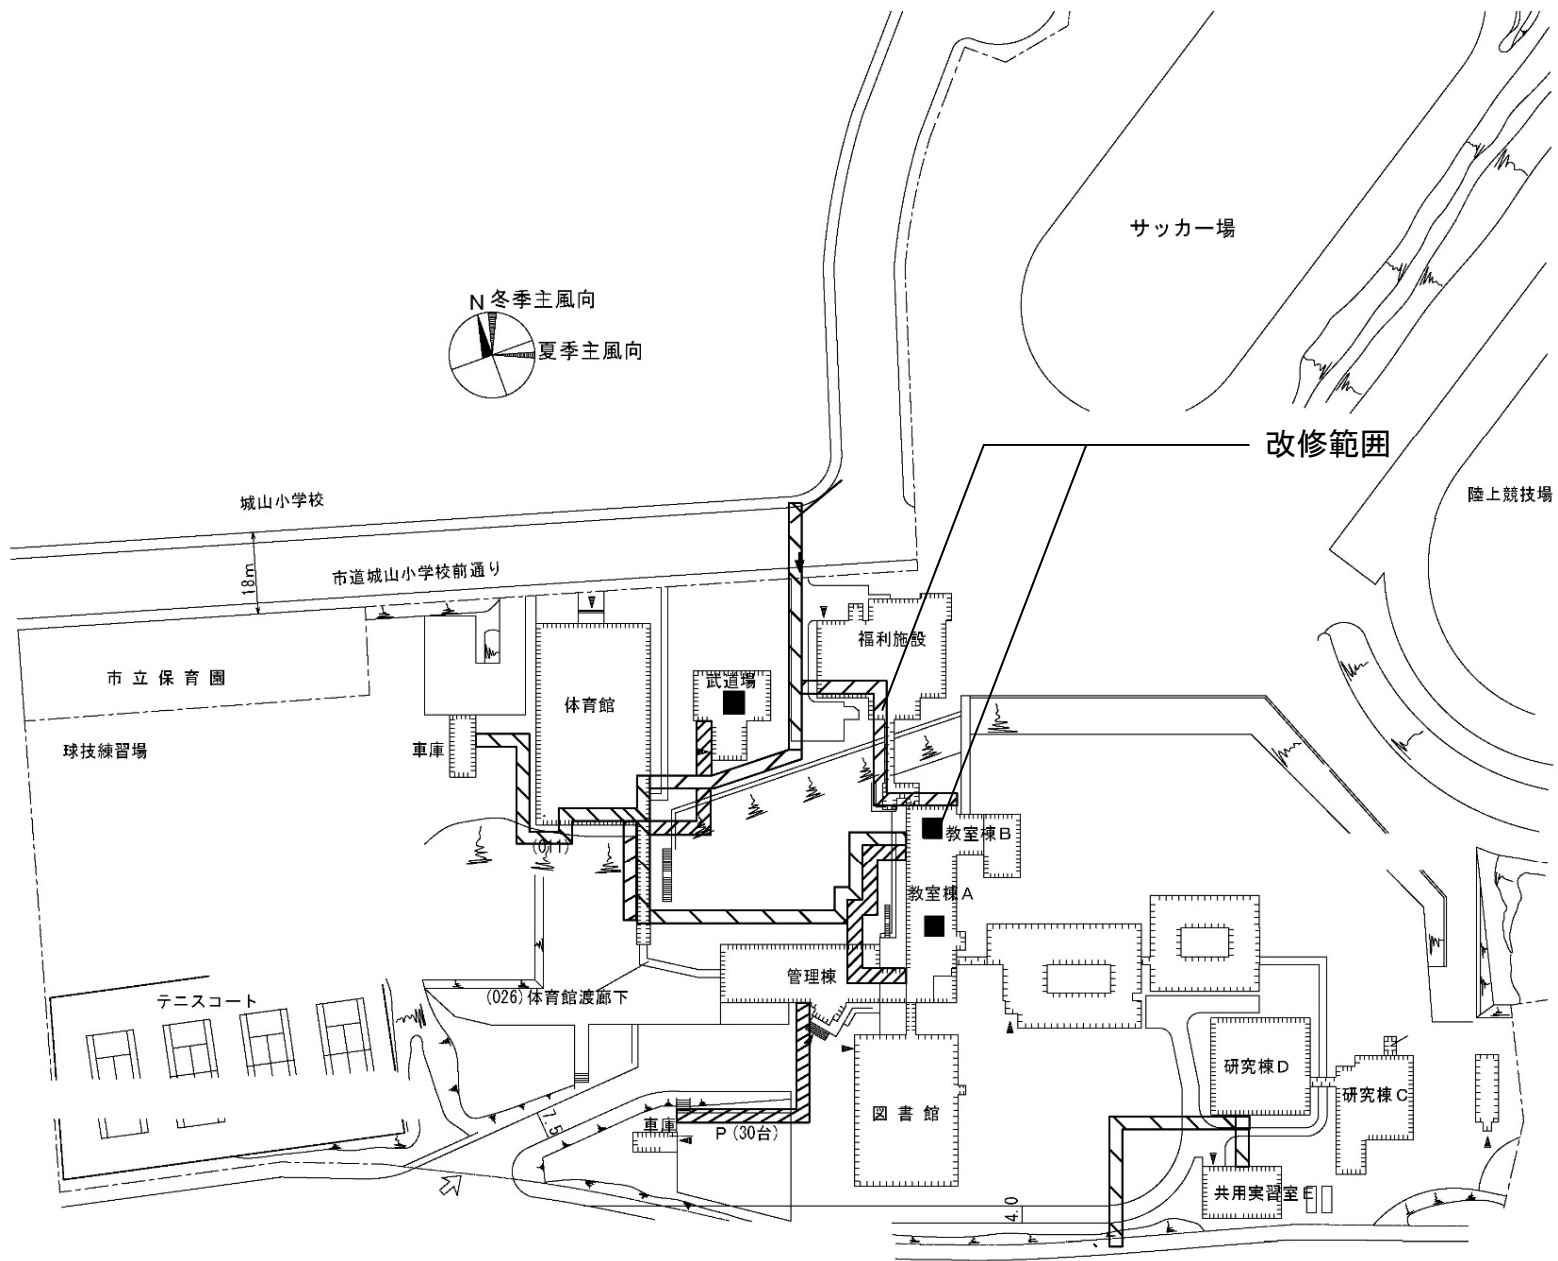 サッカー場
N 冬季主風向
夏季主風向
改修範囲
陸上競技場
城山小学校
18m
市道城山小学校前通り
福利施設
市立保育園
体育館
武道場
球技練習場
車庫
教室棟B
(011)
教室棟A
管理棟
(026)体育館渡廊下
テニスコート
研究棟D
研究棟C
7.5
車庫
P (30台)
図書館
共用実習室E
4.0